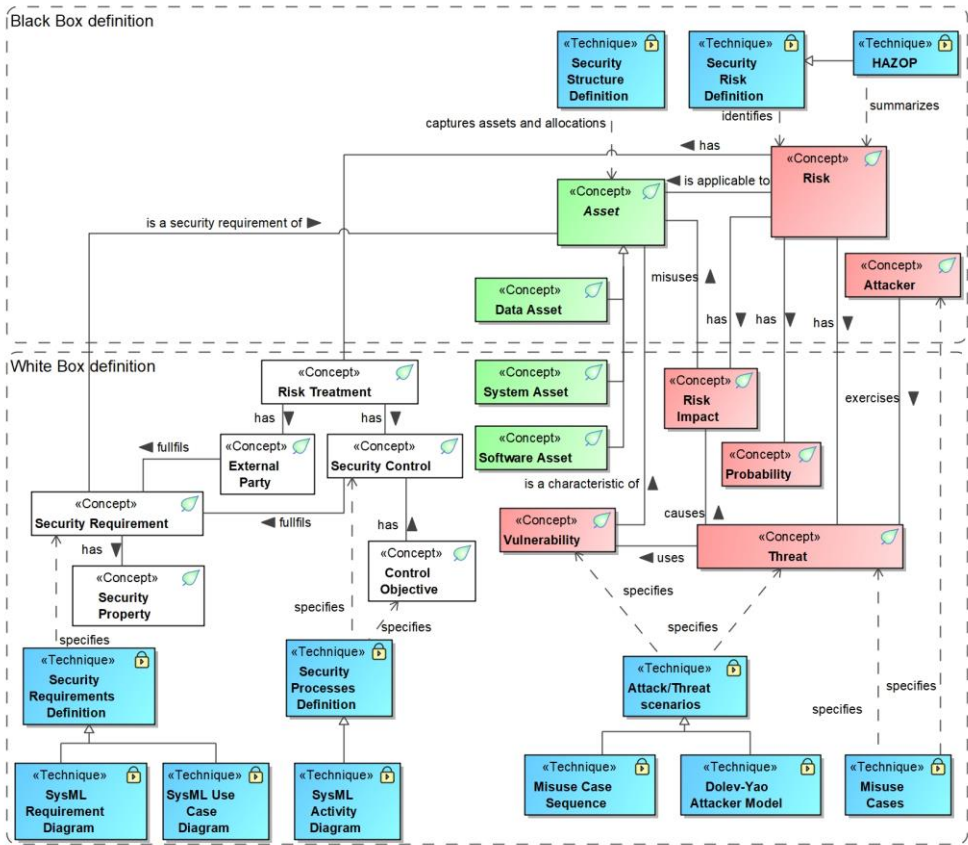 Black Box definition
«Technique»
Security
Structure
Definition
«Technique»
Security
Risk
Definition
«Technique»
HAZOP
captures assets and allocations
identifies
summarizes
◄ has
«Concept»
Risk
◄ is applicable to
«Concept»
Asset
is a security requirement of ►
misuses ▲
«Concept»
Attacker
«Concept»
Data Asset
has ▼
has ▼
has ▼
White Box definition
«Concept»
Risk Treatment
«Concept»
System Asset
«Concept»
Risk
Impact
exercises ▼
has ▼
has ▼
◄ fullfils
«Concept»
External
Party
«Concept»
Security Control
«Concept»
Software Asset
«Concept»
Probability
is a characteristic of ▲
«Concept»
Security Requirement
◄ fullfils
has ▲
«Concept»
Vulnerability
causes ▲
«Concept»
Threat
has ▼
◄ uses
«Concept»
Security
Property
«Concept»
Control
Objective
specifies
specifies
specifies
specifies
specifies
specifies
specifies
«Technique»
Security
Requirements
Definition
«Technique»
Security
Processes
Definition
«Technique»
Attack/Threat
scenarios
«Technique»
SysML
Requirement
Diagram
«Technique»
SysML Use
Case
Diagram
«Technique»
SysML
Activity
Diagram
«Technique»
Misuse Case
Sequence
«Technique»
Dolev-Yao
Attacker Model
«Technique»
Misuse
Cases